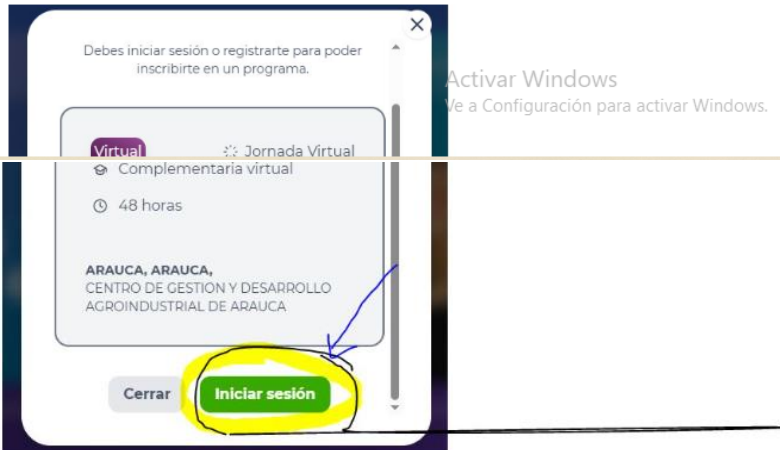 Debes iniciar sesión o registrarte para poder
inscribirte en un programa.
Activar Windows
Ve a Configuración para activar Windows.
Virtual
Jornada Virtual
Complementaria virtual
48 horas
ARAUCA, ARAUCA,
CENTRO DE GESTION Y DESARROLLO
AGROINDUSTRIAL DE ARAUCA
Cerrar
Iniciar sesión